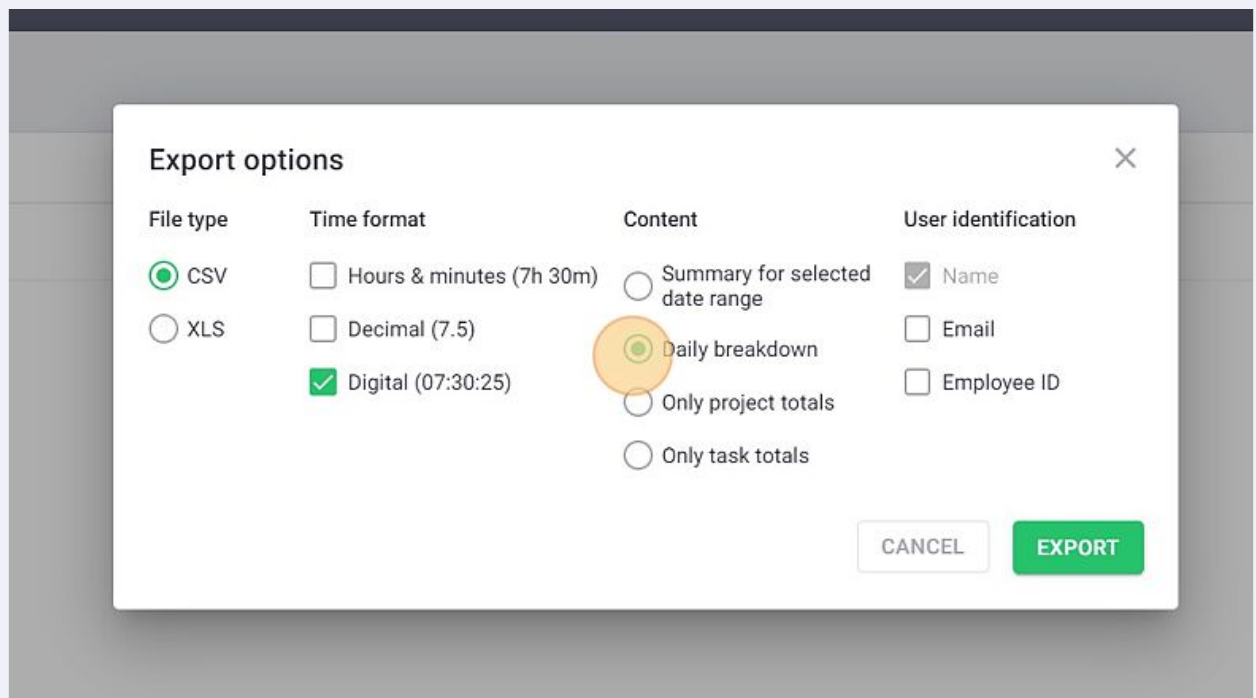 Export options
File type
CSV
XLS
Time format
Hours & minutes (7h 30m)
Decimal (7.5)
Digital (07:30:25)
Content
Summary for selected
date range
Daily breakdown
Only project totals
Only task totals
User identification
Name
Email
Employee ID
CANCEL
EXPORT